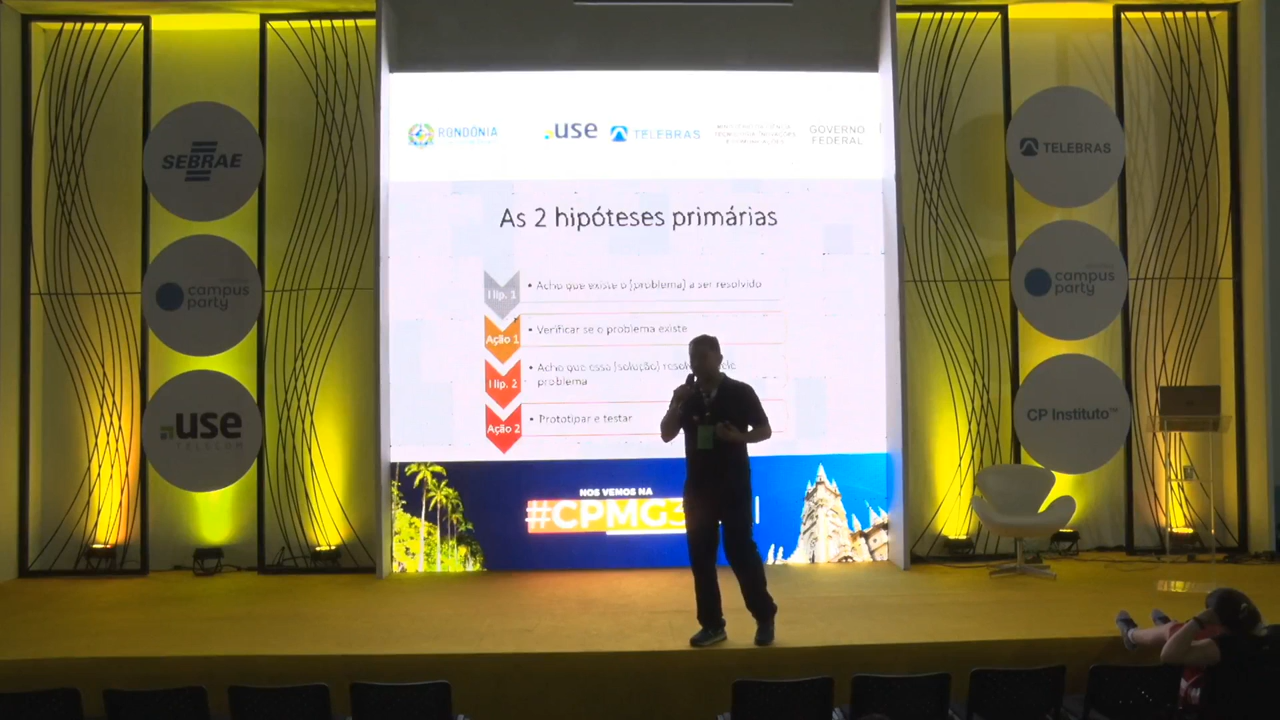 SEBRAE
campus
party
use
TELECOM
RONDÔNIA
use
TELEBRAS
GOVERNO
FEDERAL
As 2 hipóteses primárias
Hip. 1
• Acho que existe o {problema} a ser resolvido
Ação 1
• Verificar se o problema existe
Hip. 2
• Acho que essa {solução}
problema
Ação 2
• Prototipar e testar
NOS VEMOS NA
#CPMG3
TELEBRAS
campus
party
CP Instituto™